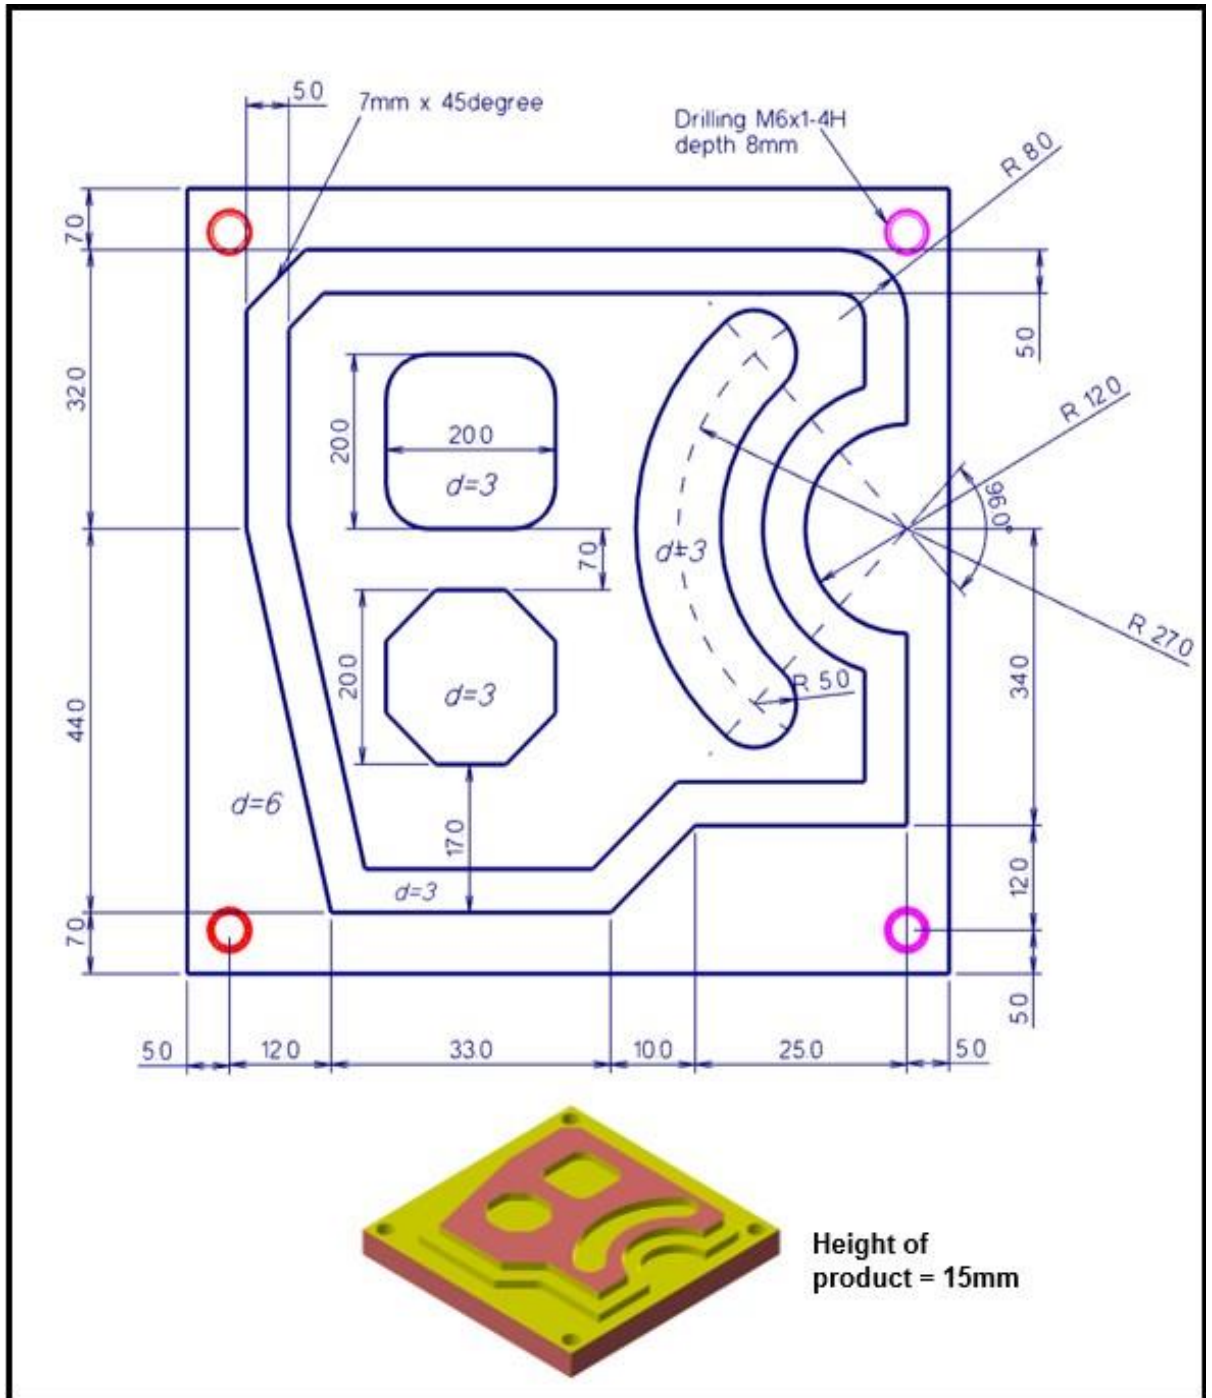 5.0
7mm x 45degree
Drilling M6x1-4H
depth 8mm
R 8.0
7.0
5.0
32.0
20.0
20.0
d=3
R 12.0
96.0°
d=3
7.0
R 27.0
20.0
d=3
R 5.0
34.0
44.0
d=6
17.0
d=3
12.0
7.0
5.0
5.0
12.0
33.0
10.0
25.0
5.0
Height of
product = 15mm